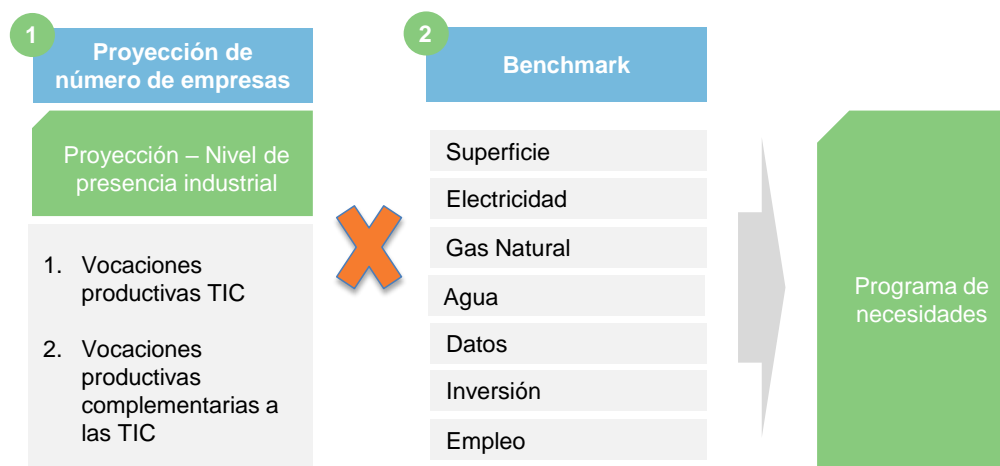 1
Proyección de
número de empresas
Proyección – Nivel de
presencia industrial
1. Vocaciones
productivas TIC
2. Vocaciones
productivas
complementarias a
las TIC
2
Benchmark
Superficie
Electricidad
Gas Natural
Agua
Datos
Inversión
Empleo
Programa de
necesidades